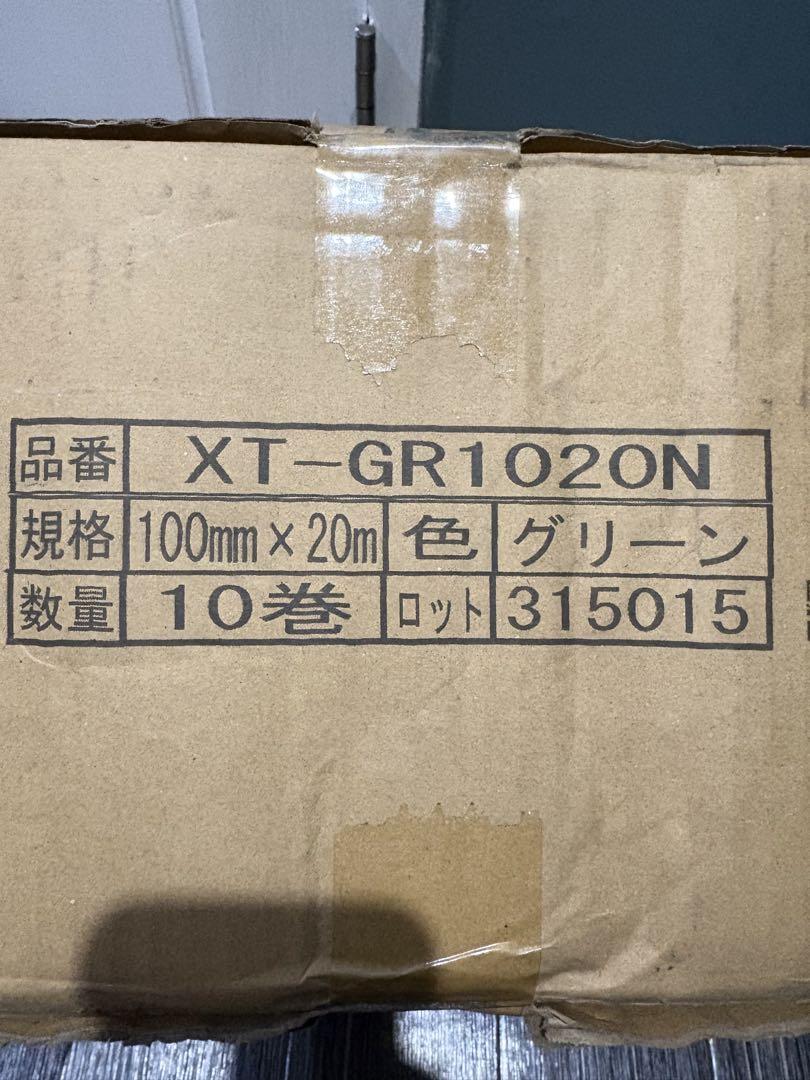 品番 XT-GR1020N
規格 100mm×20m 色 グリーン
数量 10巻 ロット 315015